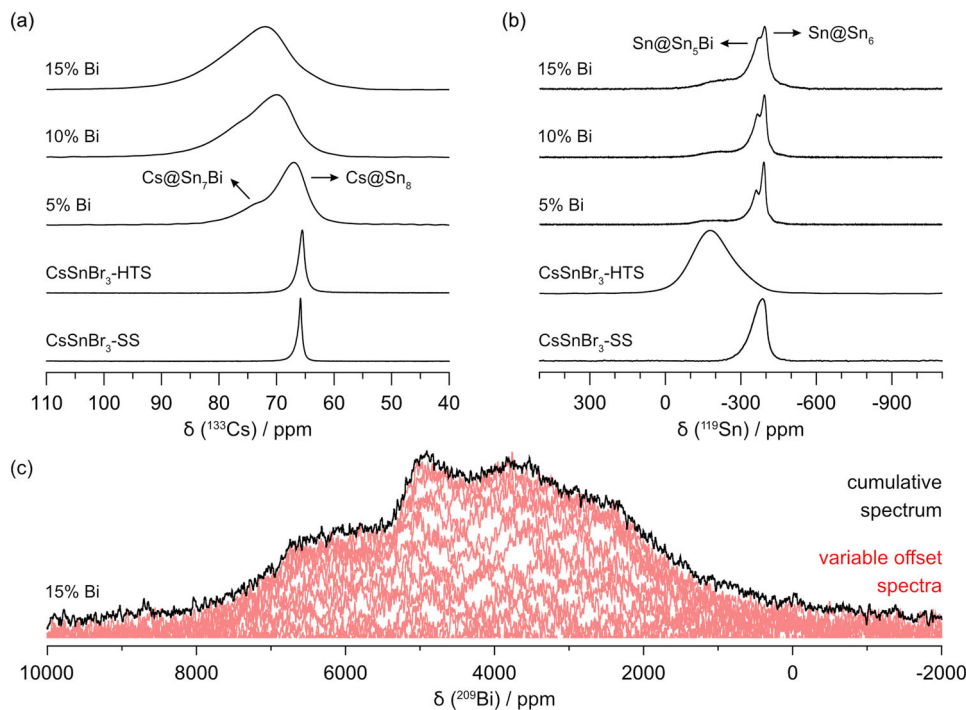 (a)
15% Bi
10% Bi
Cs@Sn₇Bi
Cs@Sn₈
5% Bi
CsSnBr₃-HTS
CsSnBr₃-SS
110 100 90 80 70 60 50 40
δ (¹³³Cs) / ppm
(b)
Sn@Sn₅Bi
Sn@Sn₆
15% Bi
10% Bi
5% Bi
CsSnBr₃-HTS
CsSnBr₃-SS
300 0 -300 -600 -900
δ (¹¹⁹Sn) / ppm
(c)
cumulative
spectrum
variable offset
spectra
15% Bi
10000 8000 6000 4000 2000 0 -2000
δ (²⁰⁹Bi) / ppm